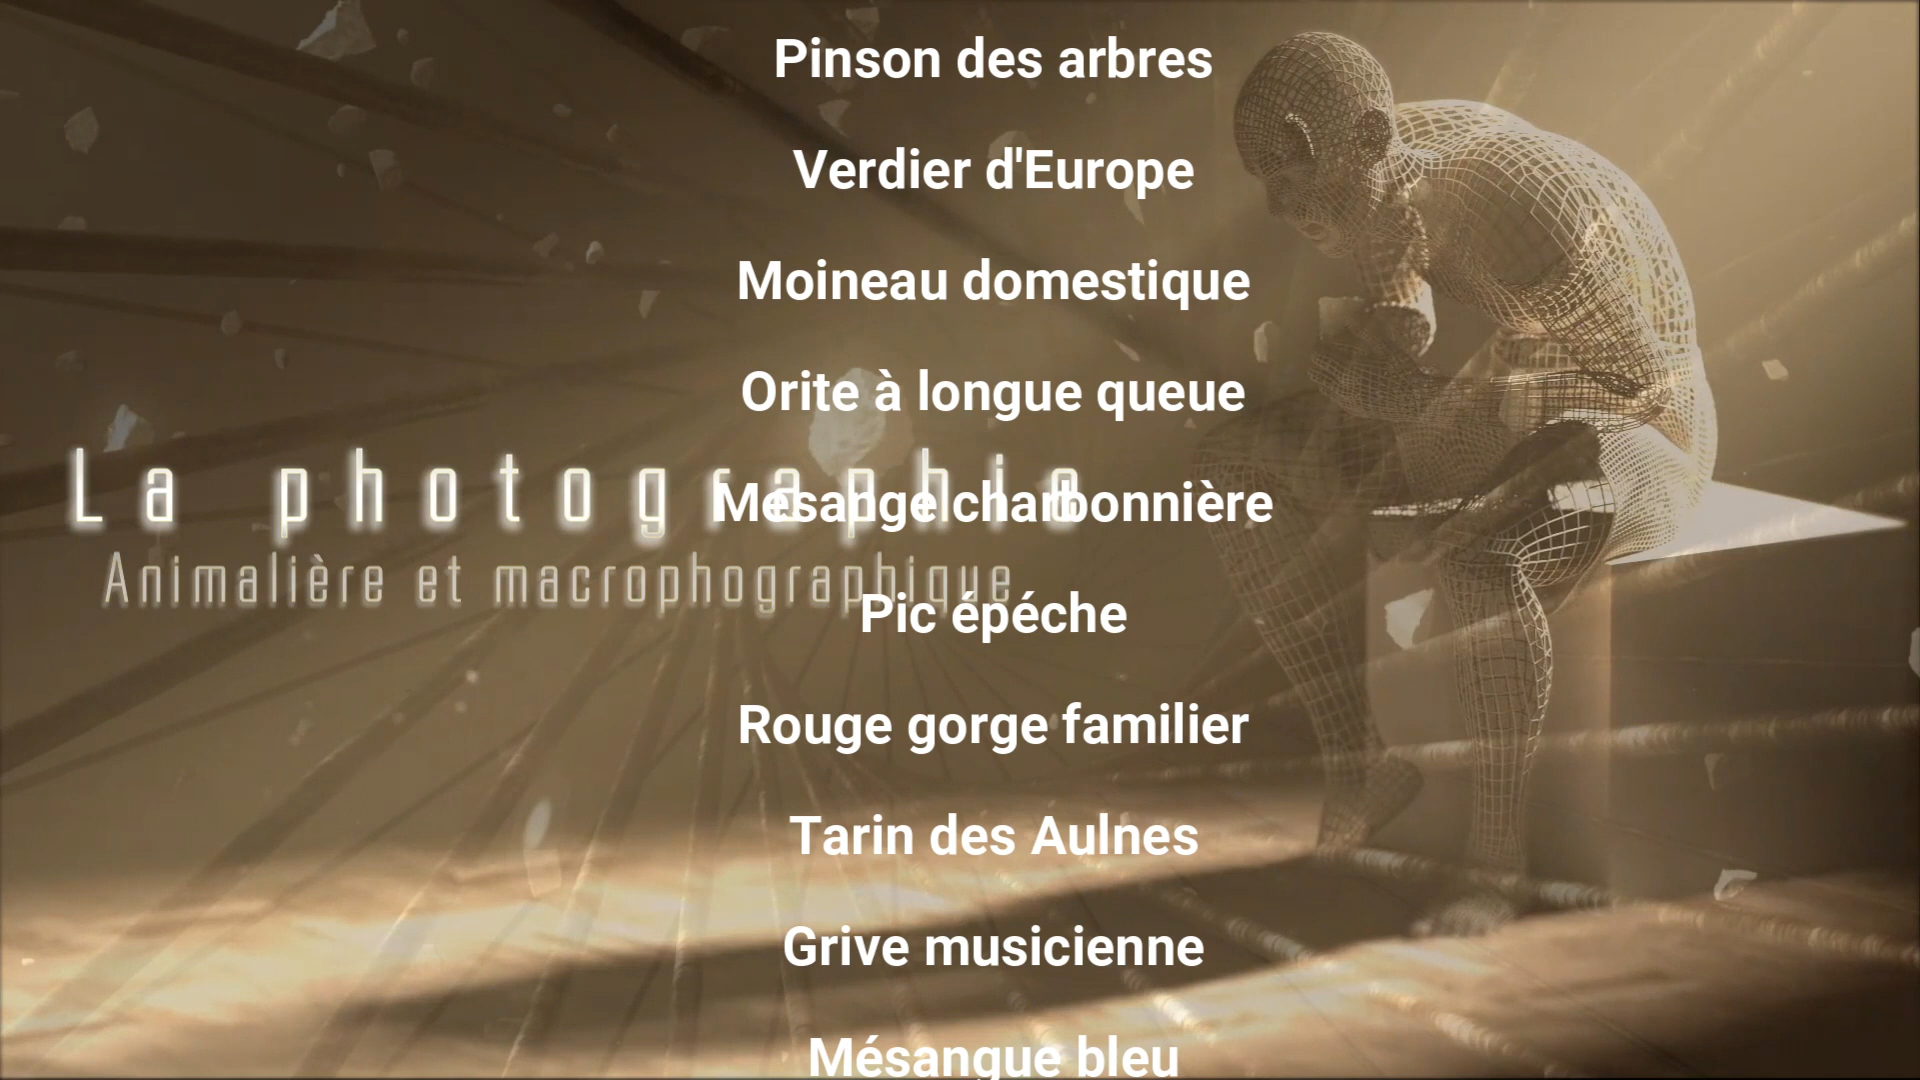 Pinson des arbres
Verdier d'Europe
Moineau domestique
Orite à longue queue
La photographie
Mesange charbonnière
Animalière et macrophographique
Pic épéche
Rouge gorge familier
Tarin des Aulnes
Grive musicienne
Mésangue bleu